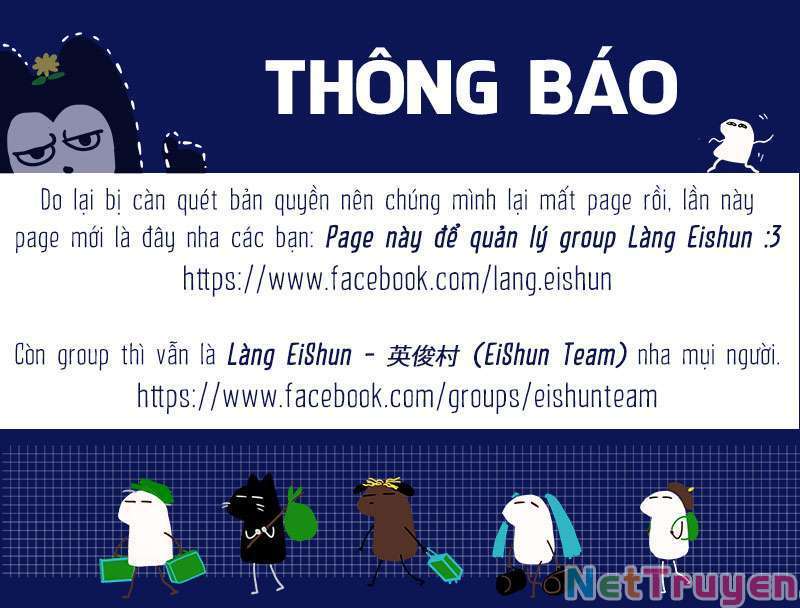 THÔNG BÁO
Do lại bị càn quét bản quyền nên chúng mình lại mất page rồi, lần này
page mới là đây nha các bạn: Page này để quản lý group Làng Eishun :3
https://www.facebook.com/lang.eishun
Còn group thì vẫn là Làng EiShun - 英俊村 (EiShun Team) nha mụi người.
https://www.facebook.com/groups/eishunteam
NetTruyen